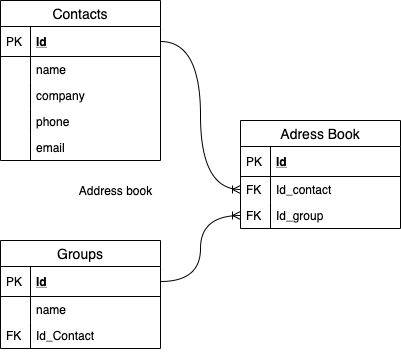 Contacts
PK Id
name
company
phone
email
Address book
Adress Book
PK Id
FK Id_contact
FK Id_group
Groups
PK Id
name
FK Id_Contact